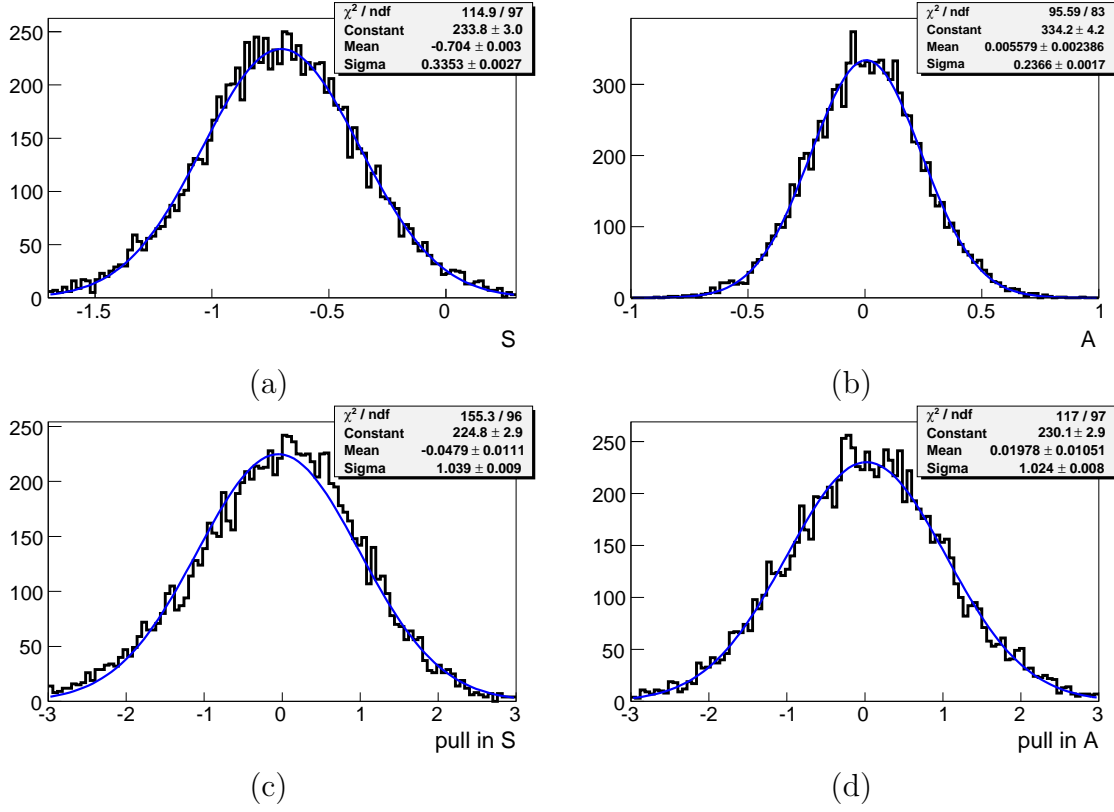 χ² / ndf 114.9 / 97
Constant 233.8 ± 3.0
Mean -0.704 ± 0.003
Sigma 0.3353 ± 0.0027
250
200
150
100
50
0
-1.5 -1 -0.5 0
S
(a)
χ² / ndf 95.59 / 83
Constant 334.2 ± 4.2
Mean 0.005579 ± 0.002386
Sigma 0.2366 ± 0.0017
300
200
100
0
-1 -0.5 0 0.5 1
A
(b)
χ² / ndf 155.3 / 96
Constant 224.8 ± 2.9
Mean -0.0479 ± 0.0111
Sigma 1.039 ± 0.009
250
200
150
100
50
0
-3 -2 -1 0 1 2 3
pull in S
(c)
χ² / ndf 117 / 97
Constant 230.1 ± 2.9
Mean 0.01978 ± 0.01051
Sigma 1.024 ± 0.008
250
200
150
100
50
0
-3 -2 -1 0 1 2 3
pull in A
(d)